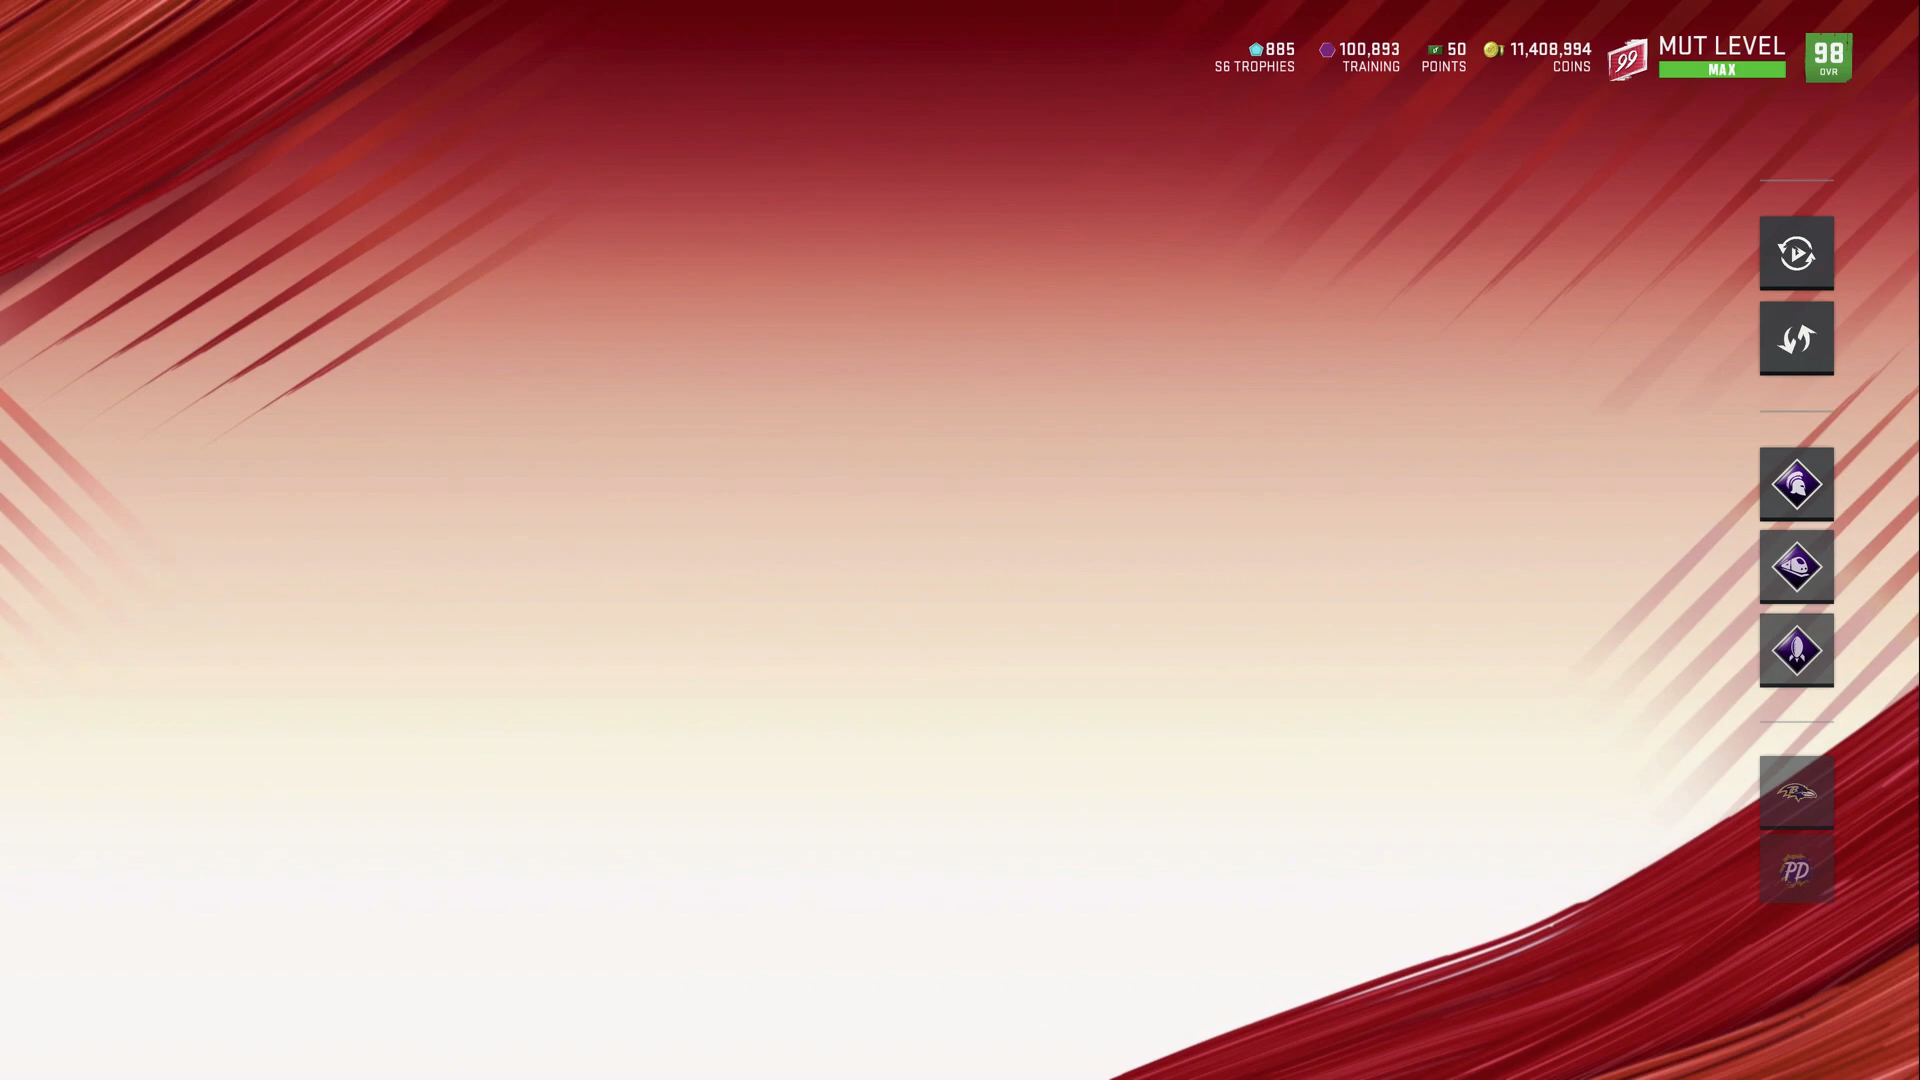 885
S6 TROPHIES
100,893
TRAINING
50
POINTS
11,408,994
COINS
99
MUT LEVEL
MAX
98
OVR
B
PD